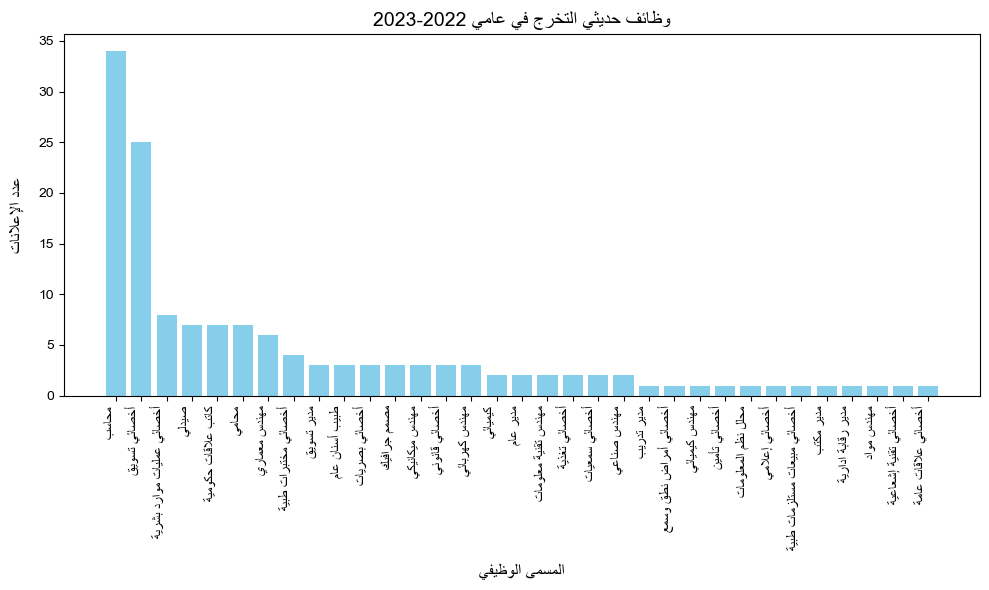 وظائف حديثي التخرج في عامي 2022-2023
عدد الإعلانات
35
30
25
20
15
10
5
0
محاسب
أخصائي تسويق
أخصائي عمليات موارد بشرية
صيدلي
كاتب علاقات حكومية
محامي
مهندس معماري
أخصائي مختبرات طبية
مدير تسويق
طبيب أسنان عام
أخصائي بصريات
مصمم جرافيك
مهندس ميكانيكي
أخصائي قانوني
مهندس كهربائي
كيميائي
مدير عام
مهندس تقنية معلومات
أخصائي تغذية
أخصائي سمعيات
مهندس صناعي
مدير تدريب
أخصائي أمراض نطق وسمع
مهندس كيميائي
أخصائي تأمين
محلل نظم المعلومات
أخصائي إعلامي
أخصائي مبيعات مستلزمات طبية
مدير مكتب
مدير رقابة ادارية
مهندس مواد
أخصائي تقنية إشعاعية
أخصائي علاقات عامة
المسمى الوظيفي